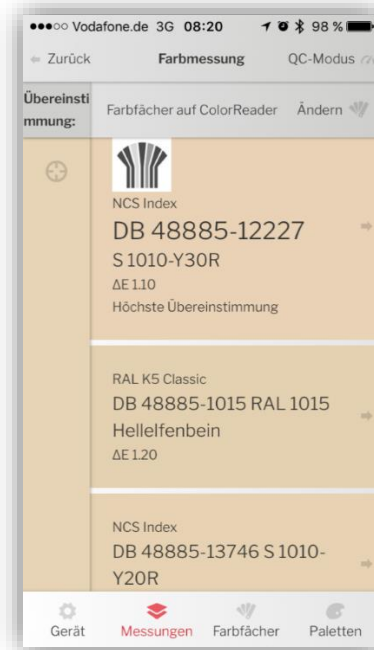 Vodafone.de 3G 08:20 98 %
Zurück Farbmessung QC-Modus
Übereinsti
mmung:
Farbfächer auf ColorReader Ändern
NCS Index
DB 48885-12227
S 1010-Y30R
ΔE 1.10
Höchste Übereinstimmung
RAL K5 Classic
DB 48885-1015 RAL 1015
Hellelfenbein
ΔE 1.20
NCS Index
DB 48885-13746 S 1010-
Y20R
Gerät Messungen Farbfächer Paletten